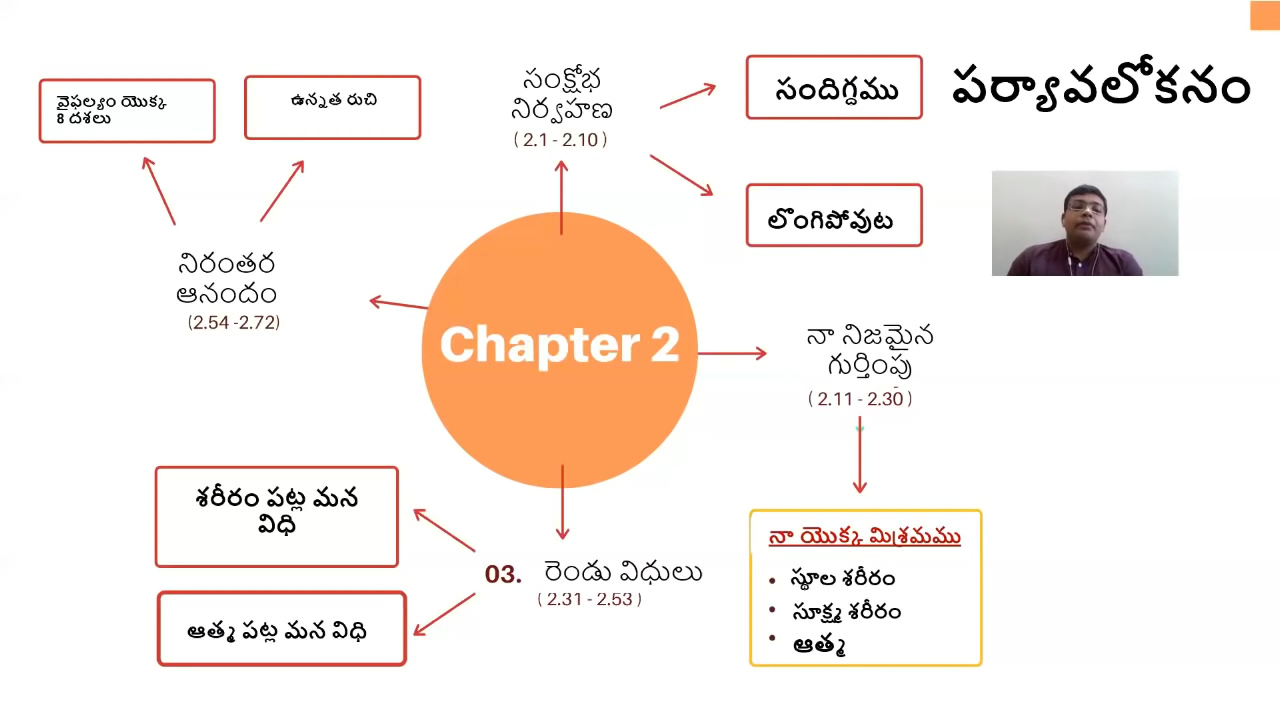 పర్యావలోకనం
సంక్షోభ
నిర్వహణ
( 2.1 - 2.10 )
సందిగ్దము
లొంగిపోవుట
వైఫల్యం యొక్క
8 దశలు
ఉన్నత రుచి
నిరంతర
ఆనందం
(2.54 -2.72)
Chapter 2
నా నిజమైన
గుర్తింపు
( 2.11 - 2.30 )
నా యొక్క మిశ్రమము
• స్థూల శరీరం
• సూక్ష్మ శరీరం
• ఆత్మ
03. రెండు విధులు
( 2.31 - 2.53 )
శరీరం పట్ల మన
విధి
ఆత్మ పట్ల మన విధి